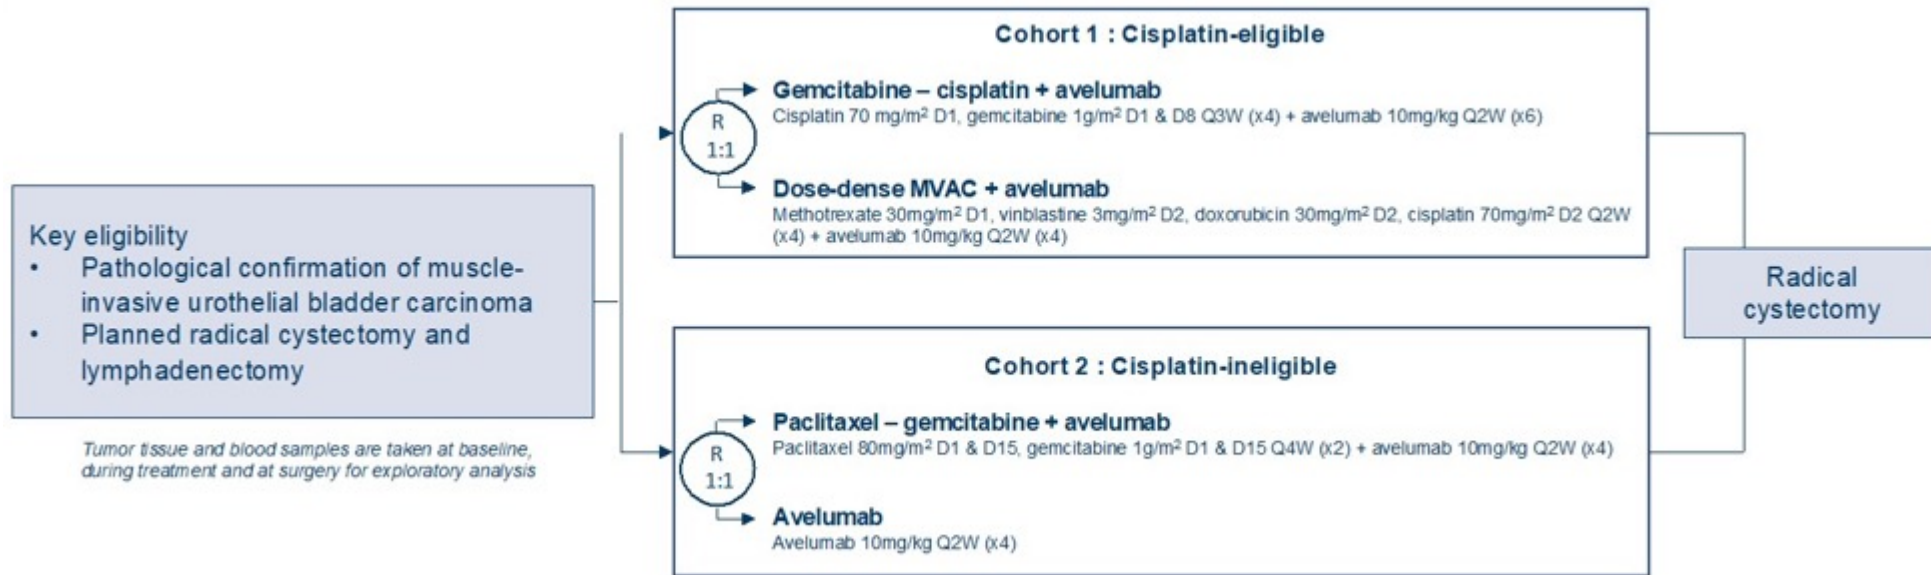 Key eligibility
• Pathological confirmation of muscle-
invasive urothelial bladder carcinoma
• Planned radical cystectomy and
lymphadenectomy
Tumor tissue and blood samples are taken at baseline,
during treatment and at surgery for exploratory analysis
Cohort 1 : Cisplatin-eligible
R
1:1
Gemcitabine – cisplatin + avelumab
Cisplatin 70 mg/m² D1, gemcitabine 1g/m² D1 & D8 Q3W (x4) + avelumab 10mg/kg Q2W (x6)
Dose-dense MVAC + avelumab
Methotrexate 30mg/m² D1, vinblastine 3mg/m² D2, doxorubicin 30mg/m² D2, cisplatin 70mg/m² D2 Q2W
(x4) + avelumab 10mg/kg Q2W (x4)
Cohort 2 : Cisplatin-ineligible
R
1:1
Paclitaxel – gemcitabine + avelumab
Paclitaxel 80mg/m² D1 & D15, gemcitabine 1g/m² D1 & D15 Q4W (x2) + avelumab 10mg/kg Q2W (x4)
Avelumab
Avelumab 10mg/kg Q2W (x4)
Radical
cystectomy